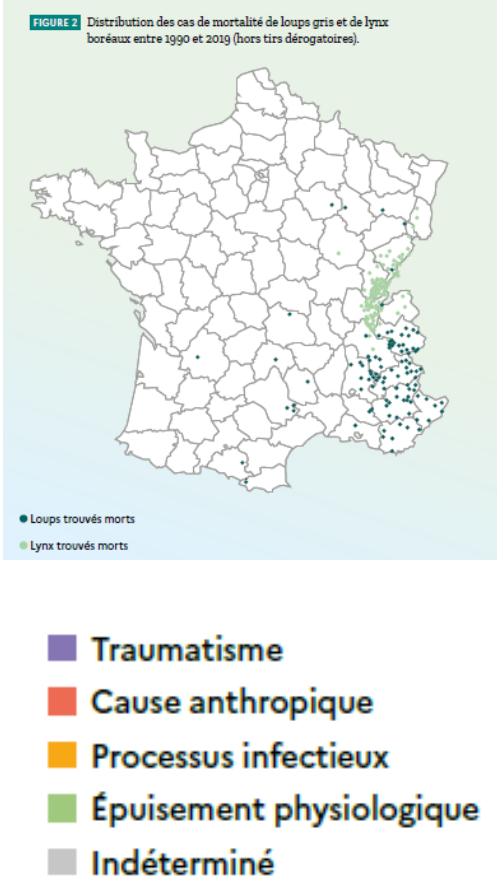 FIGURE 2 Distribution des cas de mortalité de loups gris et de lynx
boréaux entre 1990 et 2019 (hors tirs dérogatoires).
Loups trouvés morts
Lynx trouvés morts
Traumatisme
Cause anthropique
Processus infectieux
Épuisement physiologique
Indéterminé